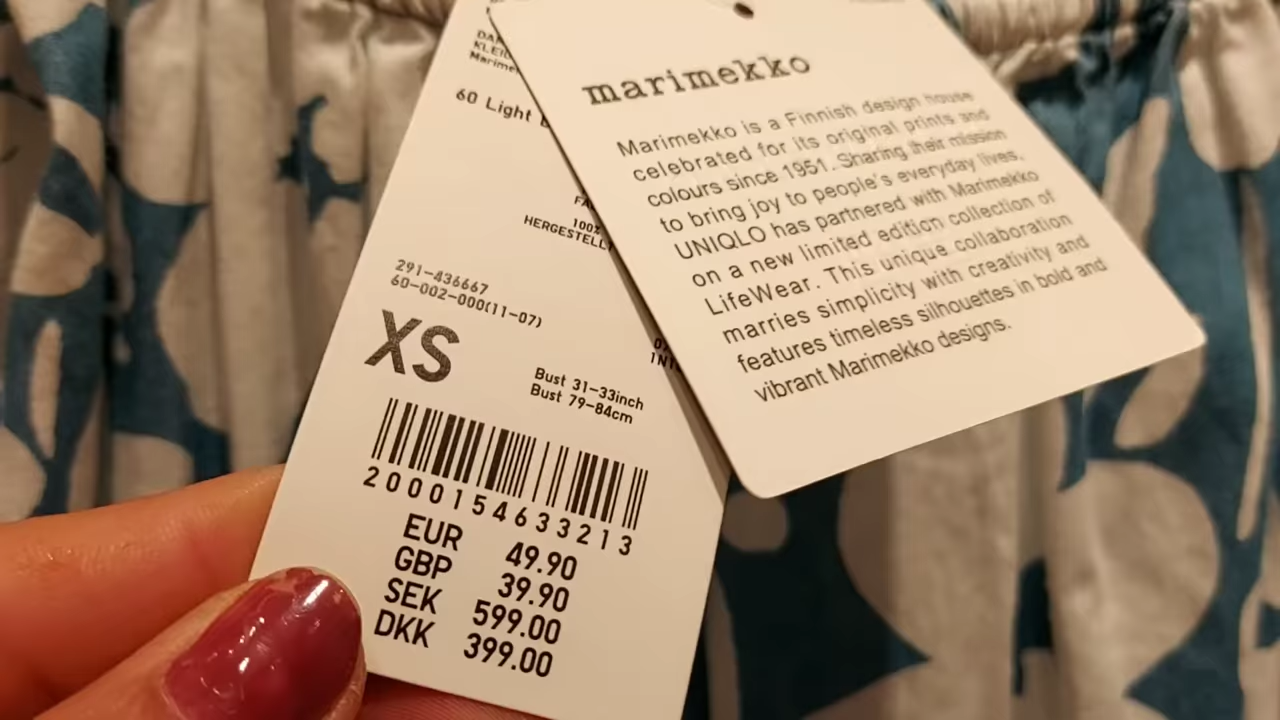 60 Light
100%
291-436667
60-002-000(11-07)
XS
Bust 31-33inch
Bust 79-84cm
2000154633213
EUR 49.90
GBP 39.90
SEK 599.00
DKK 399.00
marimekko
Marimekko is a Finnish design house
celebrated for its original prints and
colours since 1951. Sharing their mission
to bring joy to people's everyday lives,
UNIQLO has partnered with Marimekko
on a new limited edition collection of
LifeWear. This unique collaboration
marries simplicity with creativity and
features timeless silhouettes in bold and
vibrant Marimekko designs.